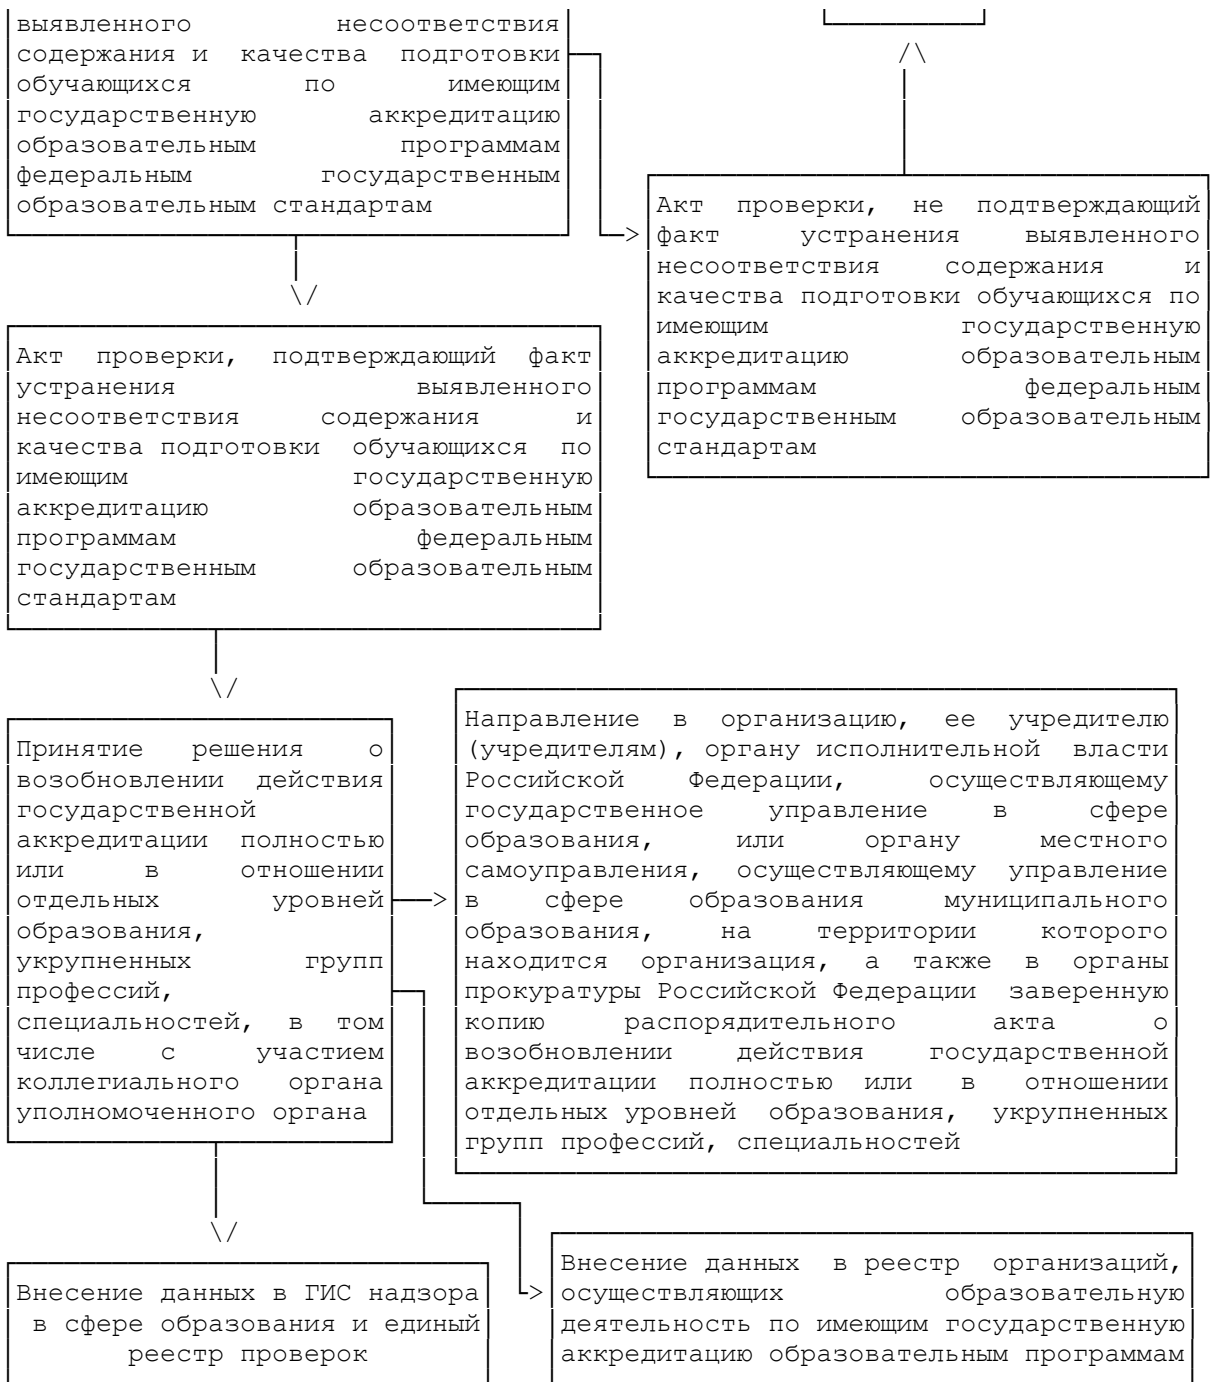 выявленного несоответствия
содержания и качества подготовки
обучающихся по имеющим
государственную аккредитацию
образовательным программам
федеральным государственным
образовательным стандартам
Акт проверки, не подтверждающий
факт устранения выявленного
несоответствия содержания и
качества подготовки обучающихся по
имеющим государственную
аккредитацию образовательным
программам федеральным
государственным образовательным
стандартам
Акт проверки, подтверждающий факт
устранения выявленного
несоответствия содержания и
качества подготовки обучающихся по
имеющим государственную
аккредитацию образовательным
программам федеральным
государственным образовательным
стандартам
Принятие решения о
возобновлении действия
государственной
аккредитации полностью
или в отношении
отдельных уровней
образования,
укрупненных групп
профессий,
специальностей, в том
числе с участием
коллегиального органа
уполномоченного органа
Направление в организацию, ее учредителю
(учредителям), органу исполнительной власти
Российской Федерации, осуществляющему
государственное управление в сфере
образования, или органу местного
самоуправления, осуществляющему управление
в сфере образования муниципального
образования, на территории которого
находится организация, а также в органы
прокуратуры Российской Федерации заверенную
копию распорядительного акта о
возобновлении действия государственной
аккредитации полностью или в отношении
отдельных уровней образования, укрупненных
групп профессий, специальностей
Внесение данных в ГИС надзора
в сфере образования и единый
реестр проверок
Внесение данных в реестр организаций,
осуществляющих образовательную
деятельность по имеющим государственную
аккредитацию образовательным программам